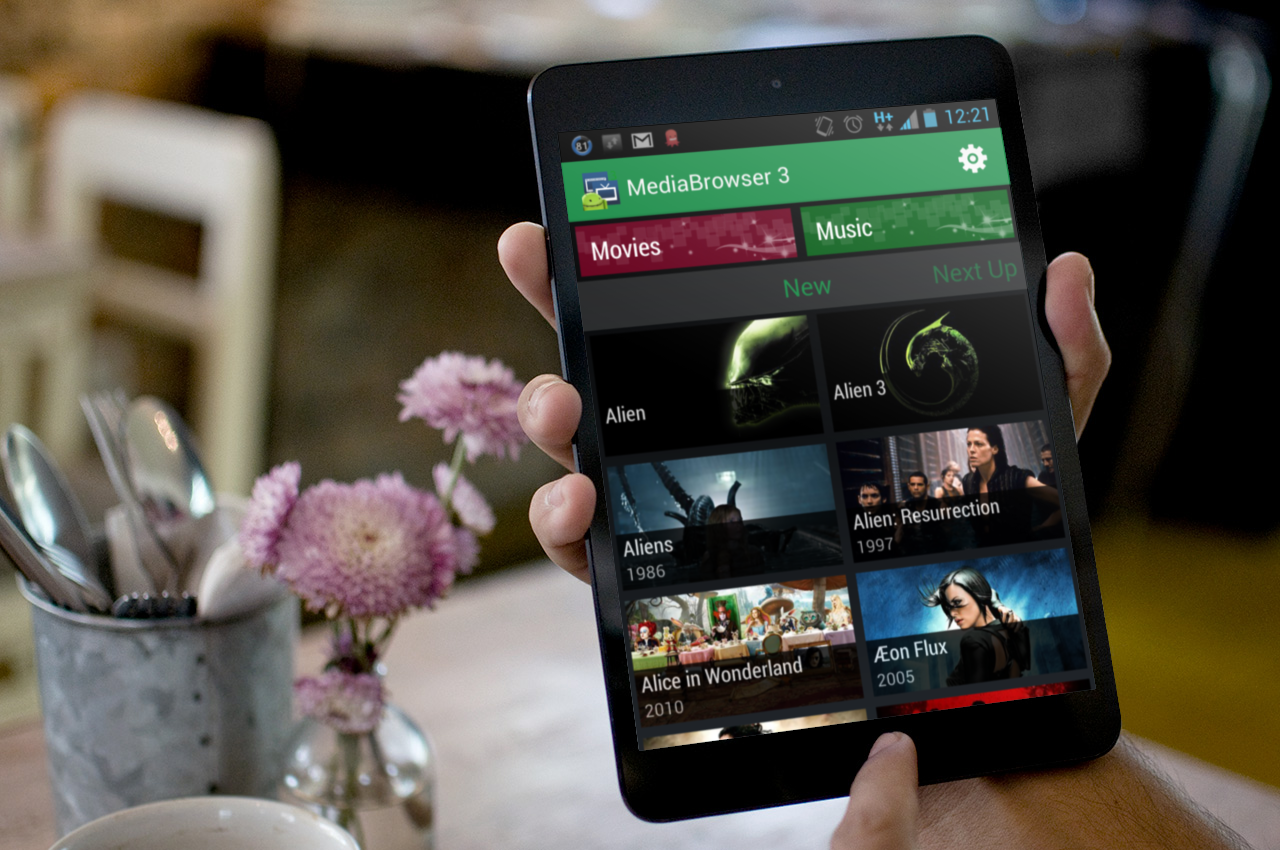 81
H+
12:21
MediaBrowser 3
Movies
Music
New
Next Up
Alien
Alien 3
Aliens
1986
Alien: Resurrection
1997
Alice in Wonderland
2010
Æon Flux
2005